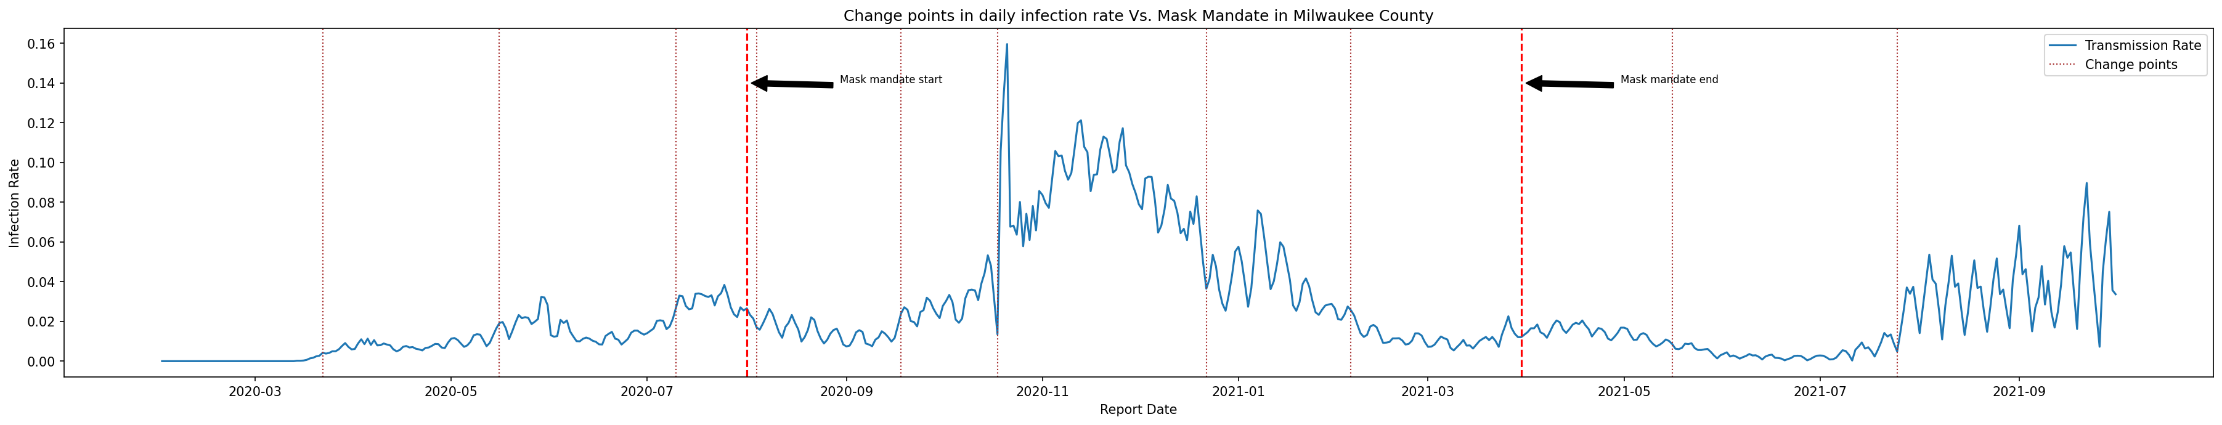 Change points in daily infection rate Vs. Mask Mandate in Milwaukee County
0.16
0.14
0.12
0.10
0.08
0.06
0.04
0.02
0.00
Infection Rate
Transmission Rate
Change points
Mask mandate start
Mask mandate end
2020-03
2020-05
2020-07
2020-09
2020-11
2021-01
2021-03
2021-05
2021-07
2021-09
Report Date